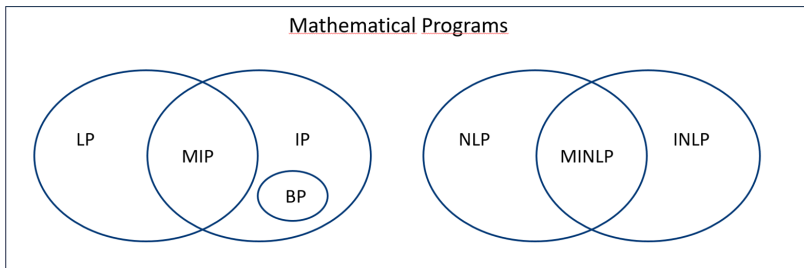 Mathematical Programs
LP
MIP
IP
BP
NLP
MINLP
INLP